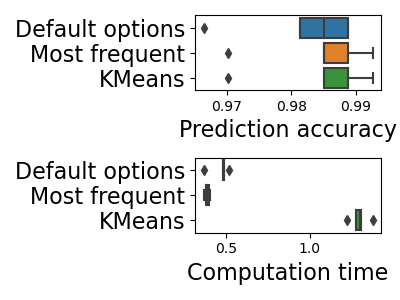 Default options
Most frequent
KMeans
0.97 0.98 0.99
Prediction accuracy
Default options
Most frequent
KMeans
0.5 1.0
Computation time